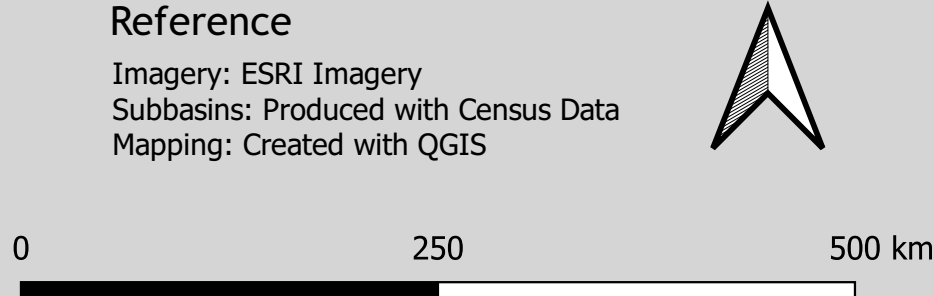 Reference
Imagery: ESRI Imagery
Subbasins: Produced with Census Data
Mapping: Created with QGIS
0 250 500 km